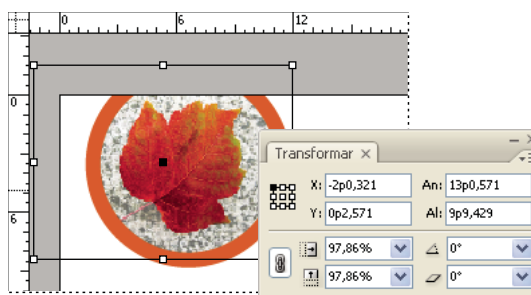 0 6 12
0
6
Transformar
X: -2p0,321 An: 13p0,571
Y: 0p2,571 Al: 9p9,429
97,86% 0°
97,86% 0°